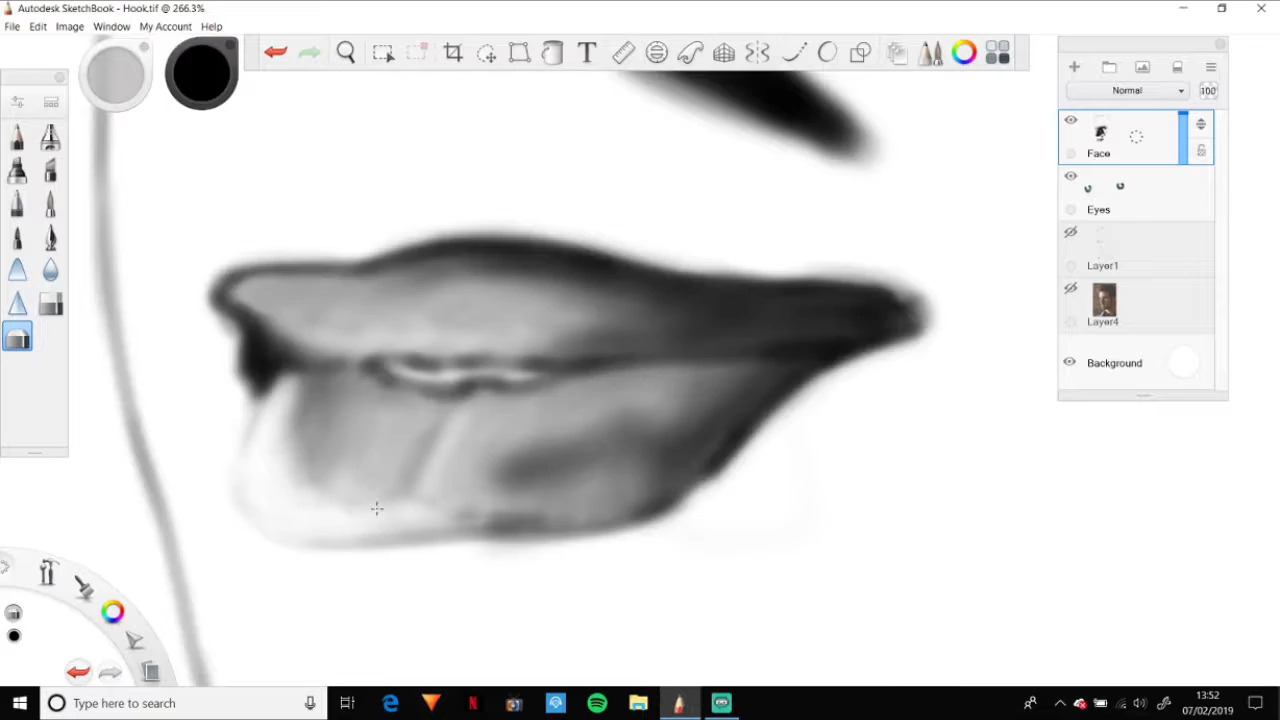 Autodesk SketchBook - Hook.tif @ 266.3%
File Edit Image Window My Account Help
Normal 100
Face
Eyes
Layer1
Layer4
Background
Type here to search
13:52
07/02/2019